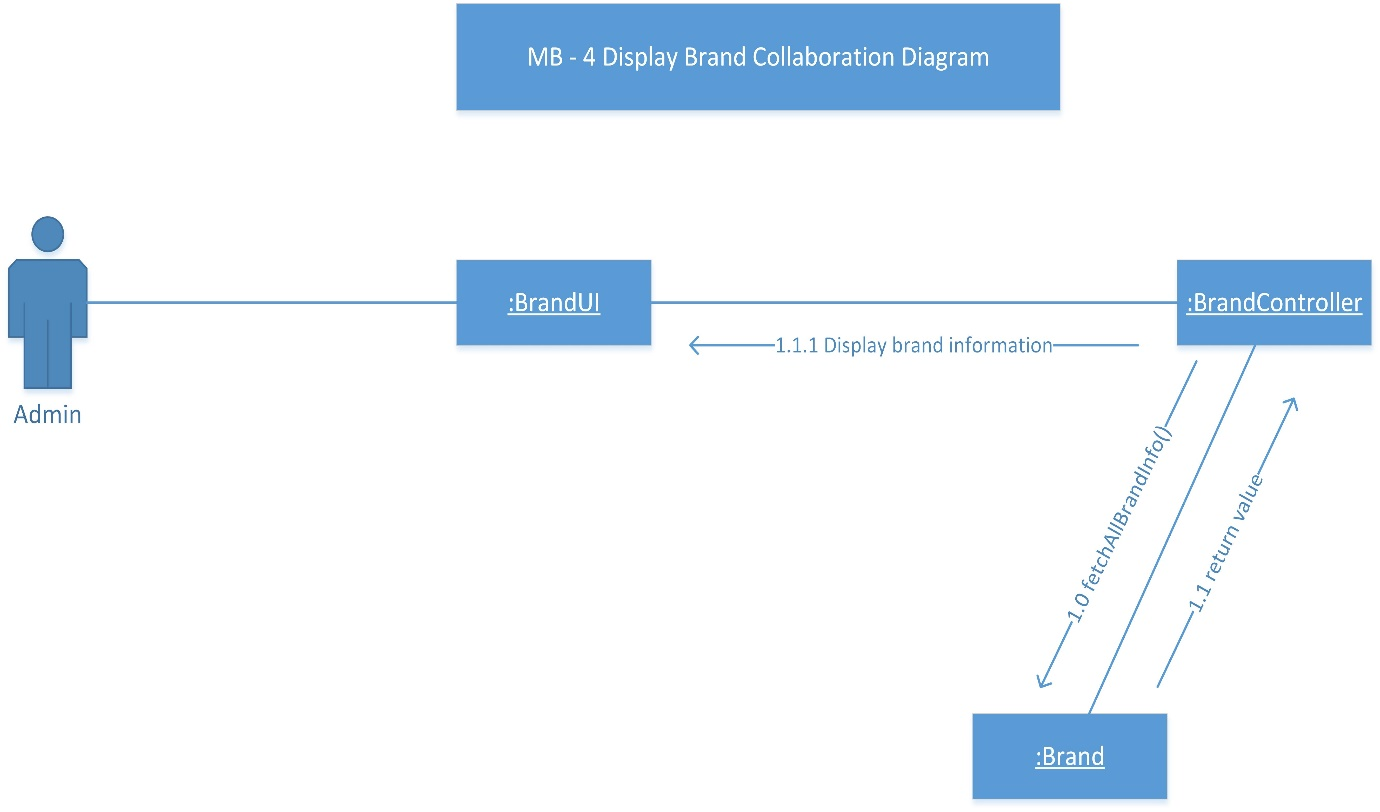 MB - 4 Display Brand Collaboration Diagram
:BrandUI
:BrandController
1.1.1 Display brand information
Admin
1.0 fetchAllBrandInfo()
1.1 return value
:Brand